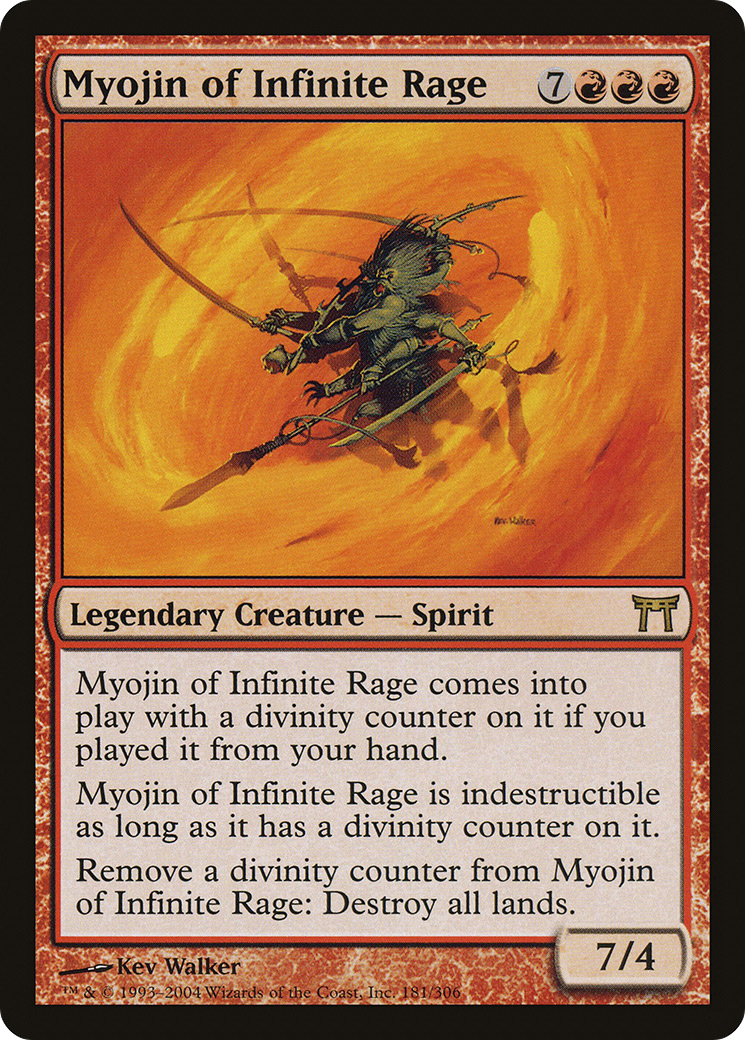 Myojin of Infinite Rage 7
Kev Walker
Legendary Creature — Spirit
Myojin of Infinite Rage comes into
play with a divinity counter on it if you
played it from your hand.
Myojin of Infinite Rage is indestructible
as long as it has a divinity counter on it.
Remove a divinity counter from Myojin
of Infinite Rage: Destroy all lands.
7/4
Kev Walker
™ & © 1993–2004 Wizards of the Coast, Inc. 181/306